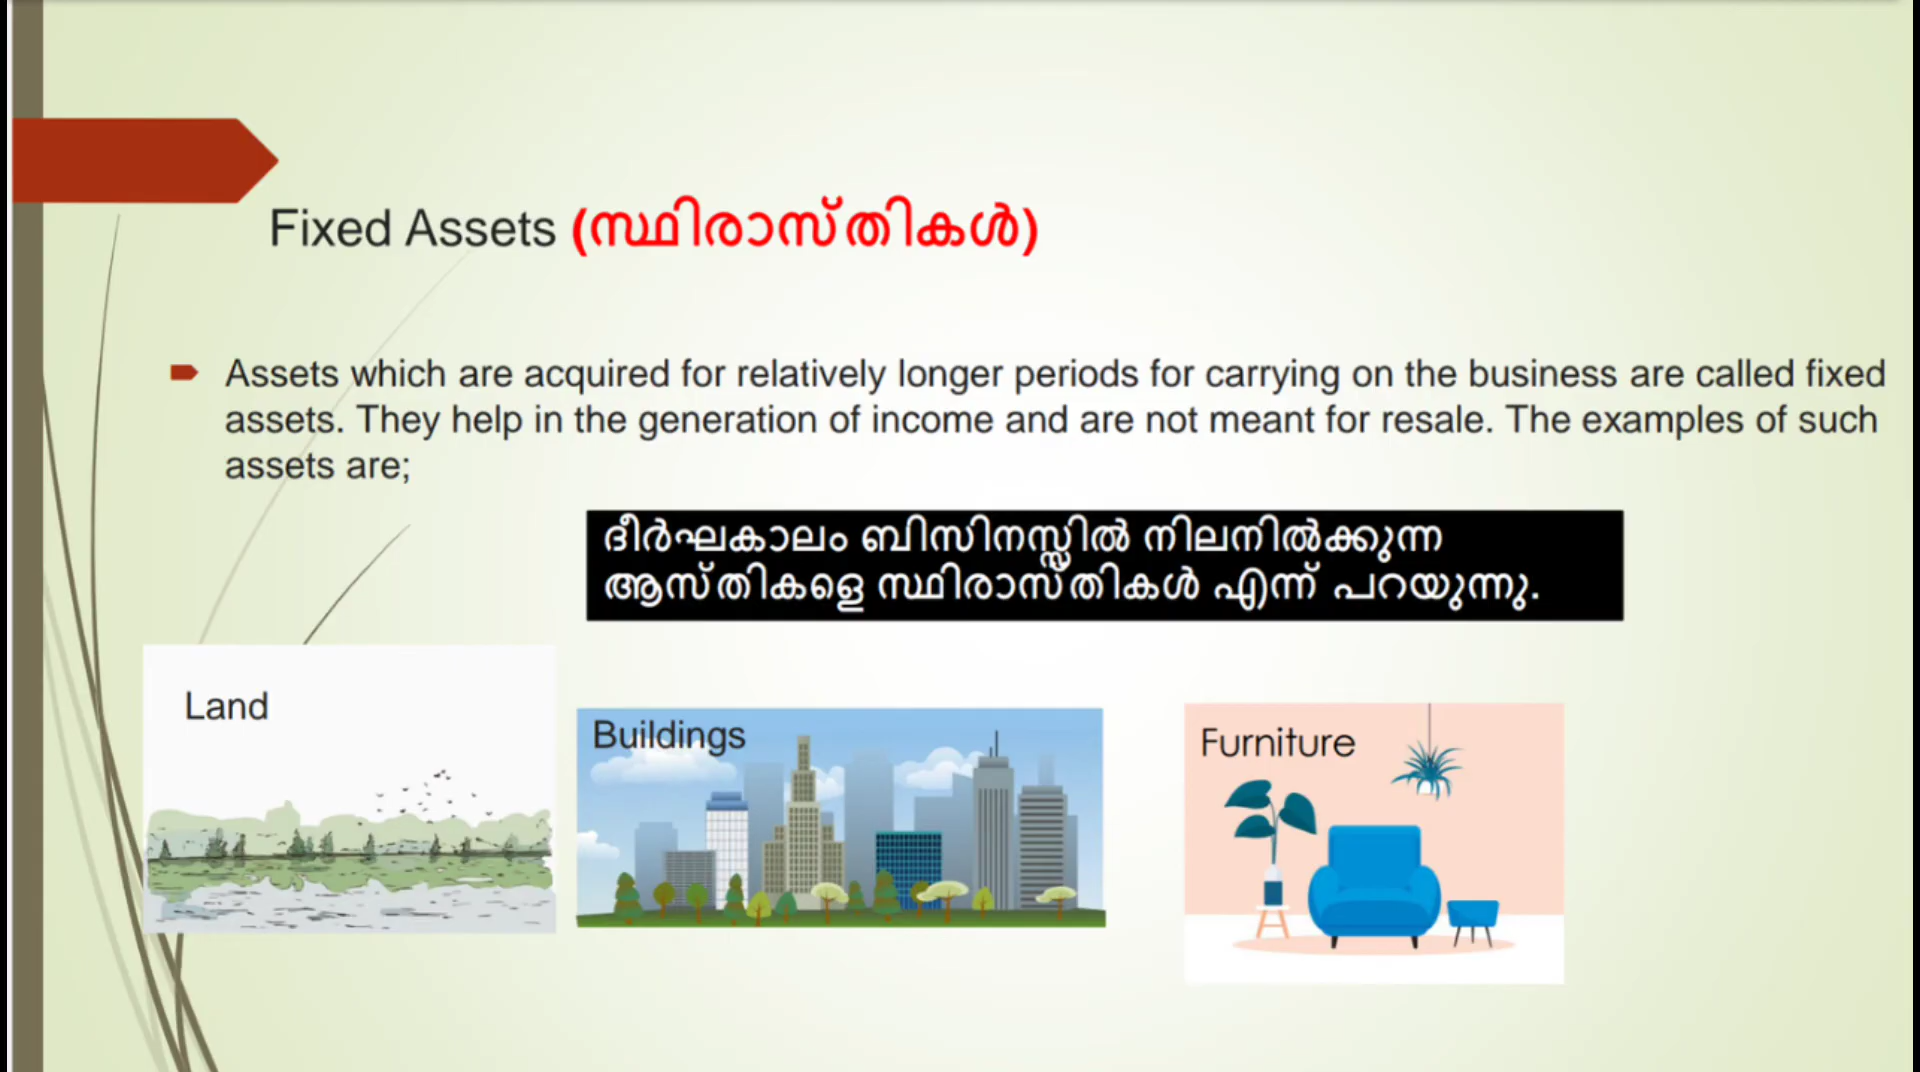 Fixed Assets (സ്ഥിരാസ്തികൾ)
Assets which are acquired for relatively longer periods for carrying on the business are called fixed
assets. They help in the generation of income and are not meant for resale. The examples of such
assets are;
ദീർഘകാലം ബിസിനസ്സിൽ നിലനിൽക്കുന്ന
ആസ്തികളെ സ്ഥിരാസ്തികൾ എന്ന് പറയുന്നു.
Land
Buildings
Furniture